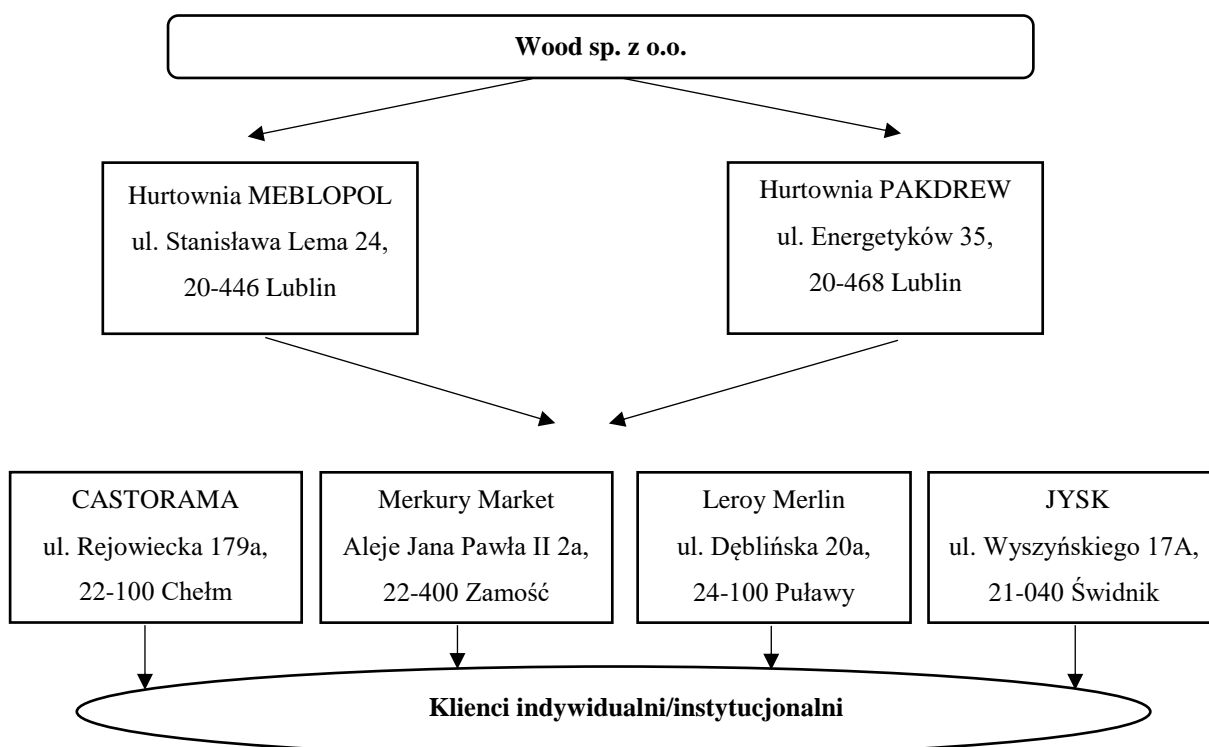 Wood sp. z o.o.
Hurtownia MEBLOPOL
ul. Stanisława Lema 24,
20-446 Lublin
Hurtownia PAKDREW
ul. Energetyków 35,
20-468 Lublin
CASTORAMA
ul. Rejowiecka 179a,
22-100 Chełm
Merkury Market
Aleje Jana Pawła II 2a,
22-400 Zamość
Leroy Merlin
ul. Dęblińska 20a,
24-100 Puławy
JYSK
ul. Wyszyńskiego 17A,
21-040 Świdnik
Klienci indywidualni/instytucjonalni